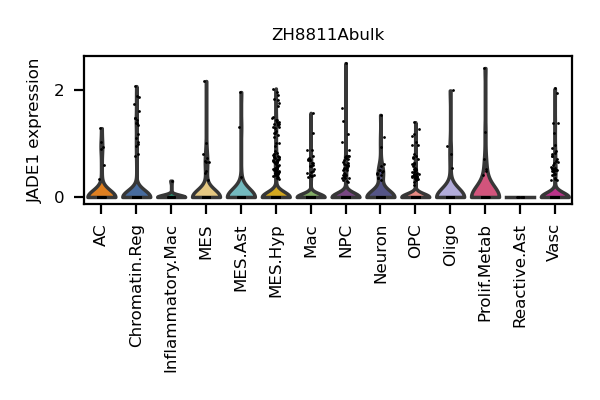 ZH8811Abulk
JADE1 expression
2
0
AC
Chromatin.Reg
Inflammatory.Mac
MES
MES.Ast
MES.Hyp
Mac
NPC
Neuron
OPC
Oligo
Prolif.Metab
Reactive.Ast
Vasc